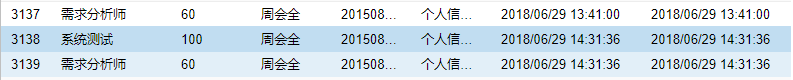 3137 需求分析师 60 周会全 201508... 个人信... 2018/06/29 13:41:00 2018/06/29 13:41:00
3138 系统测试 100 周会全 201508... 个人信... 2018/06/29 14:31:36 2018/06/29 14:31:36
3139 需求分析师 60 周会全 201508... 个人信... 2018/06/29 14:31:36 2018/06/29 14:31:36